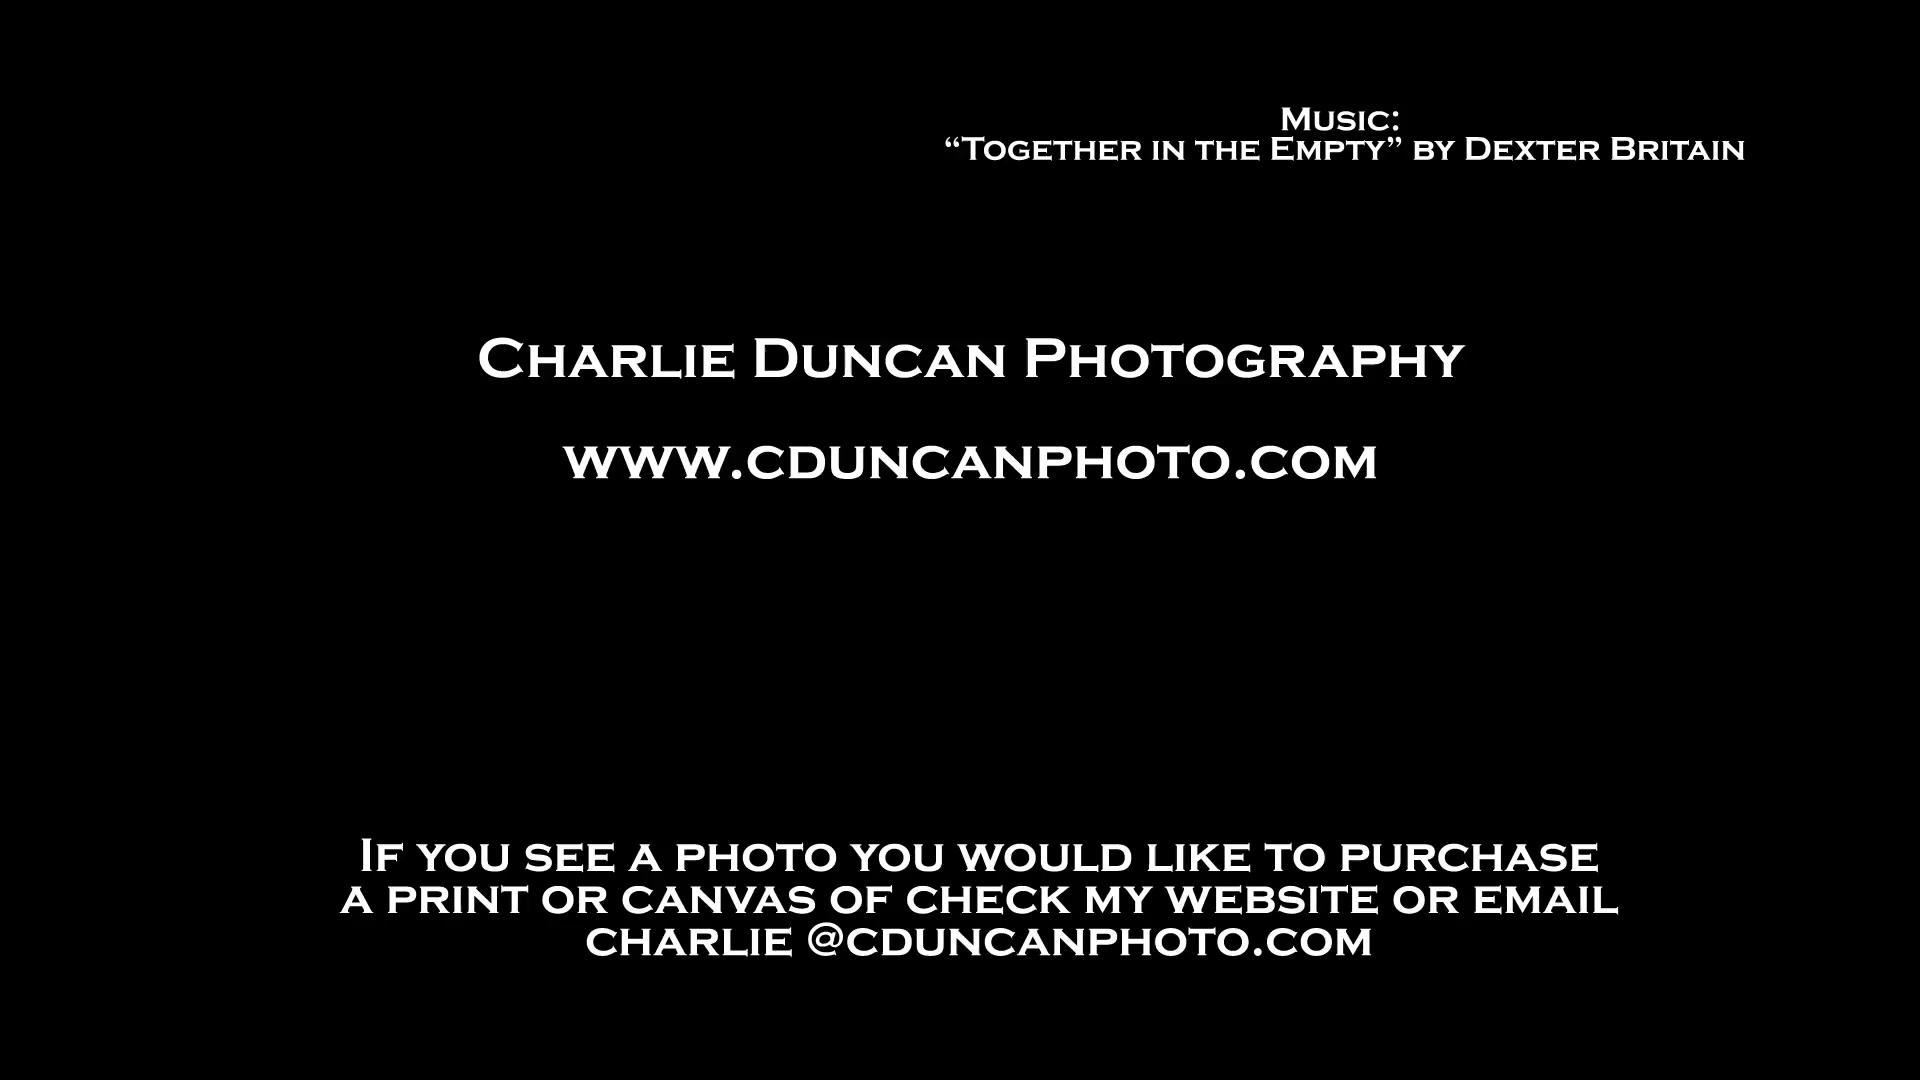 Music:
“Together in the Empty” by Dexter Britain
Charlie Duncan Photography
www.cduncanphoto.com
If you see a photo you would like to purchase
a print or canvas of check my website or email
charlie @cduncanphoto.com